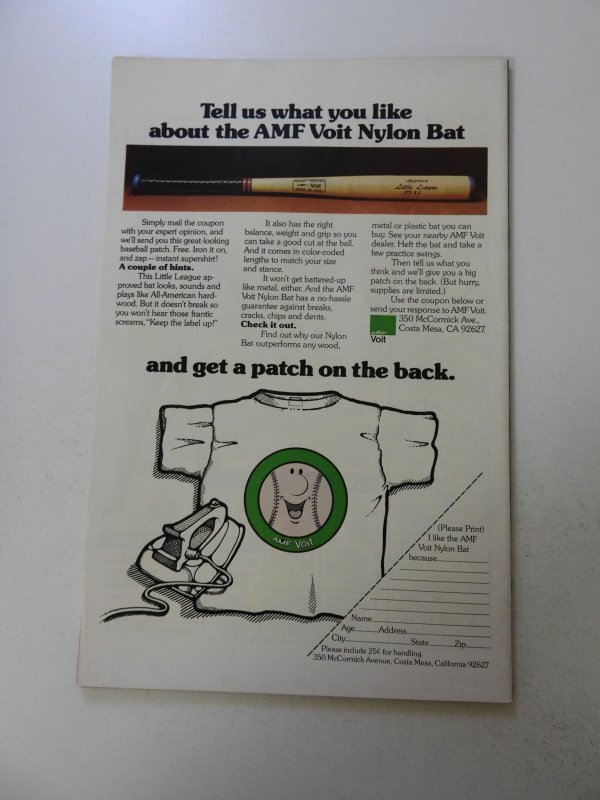 Tell us what you like
about the AMF Voit Nylon Bat
Voit
Approved
Little League
Simply mail the coupon
with your expert opinion, and
we'll send you this great-looking
baseball patch. Free. Iron it on,
and zap — instant supershirt!
A couple of hints.
This Little League ap-
proved bat looks, sounds and
plays like All-American hard-
wood. But it doesn't break so
you won't hear those frantic
screams, "Keep the label up!"
It also has the right
balance, weight and grip so you
can take a good cut at the ball.
And it comes in color-coded
lengths to match your size
and stance.
It won't get battered-up
like metal, either. And the AMF
Voit Nylon Bat has a no-hassle
guarantee against breaks,
cracks, chips and dents.
Check it out.
Find out why our Nylon
Bat outperforms any wood,
metal or plastic bat you can
buy. See your nearby AMF Voit
dealer. Heft the bat and take a
few practice swings.
Then tell us what you
think and we'll give you a big
patch on the back. (But hurry,
supplies are limited.)
Use the coupon below or
send your response to AMF Voit.
350 McCormick Ave.,
Costa Mesa, CA 92627.
Voit
and get a patch on the back.
AMF Voit
(Please Print)
I like the AMF
Voit Nylon Bat
because
Name
Age Address
City State Zip
Please include 25¢ for handling.
350 McCormick Avenue, Costa Mesa, California 92627